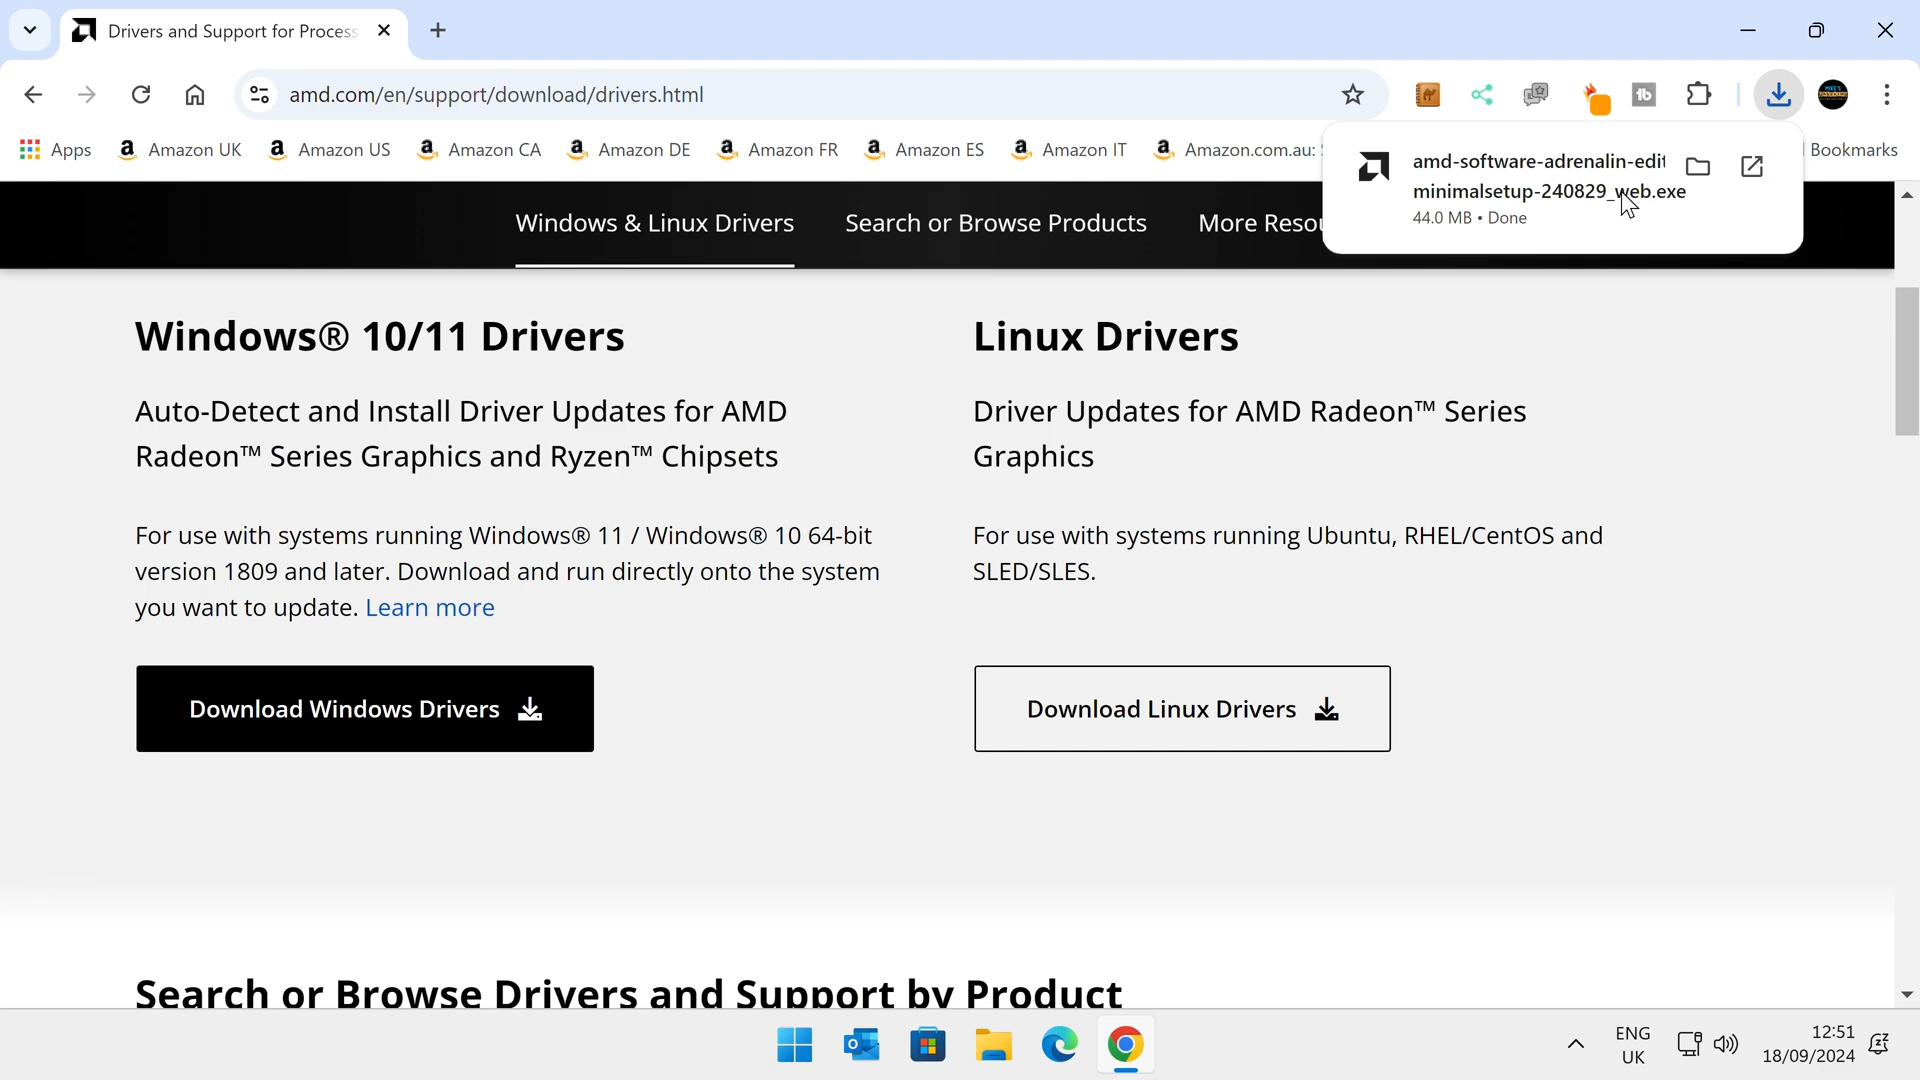 Drivers and Support for Process
amd.com/en/support/download/drivers.html
Apps
Amazon UK
Amazon US
Amazon CA
Amazon DE
Amazon FR
Amazon ES
Amazon IT
Amazon.com.au:
Bookmarks
amd-software-adrenalin-edit
minimalsetup-240829_web.exe
44.0 MB • Done
Windows & Linux Drivers
Search or Browse Products
More Resou
Windows® 10/11 Drivers
Auto-Detect and Install Driver Updates for AMD
Radeon™ Series Graphics and Ryzen™ Chipsets
For use with systems running Windows® 11 / Windows® 10 64-bit
version 1809 and later. Download and run directly onto the system
you want to update. Learn more
Download Windows Drivers
Linux Drivers
Driver Updates for AMD Radeon™ Series
Graphics
For use with systems running Ubuntu, RHEL/CentOS and
SLED/SLES.
Download Linux Drivers
Search or Browse Drivers and Support by Product
ENG
UK
12:51
18/09/2024